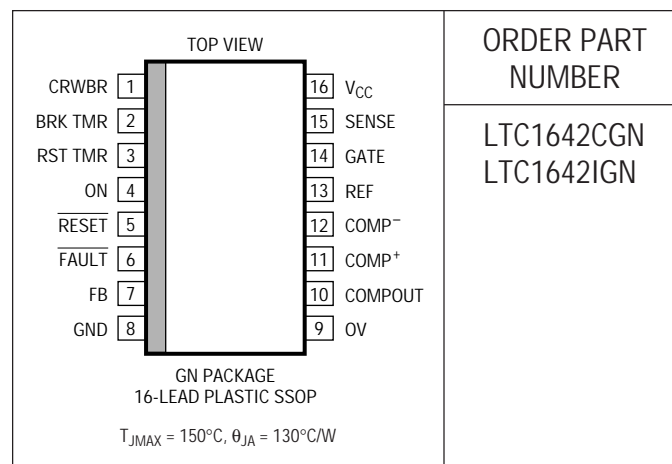 TOP VIEW
CRWBR 1
BRK TMR 2
RST TMR 3
ON 4
RESET 5
FAULT 6
FB 7
GND 8
16 VCC
15 SENSE
14 GATE
13 REF
12 COMP–
11 COMP+
10 COMPOUT
9 OV
GN PACKAGE
16-LEAD PLASTIC SSOP
TJMAX = 150°C, θJA = 130°C/W
ORDER PART
NUMBER
LTC1642CGN
LTC1642IGN